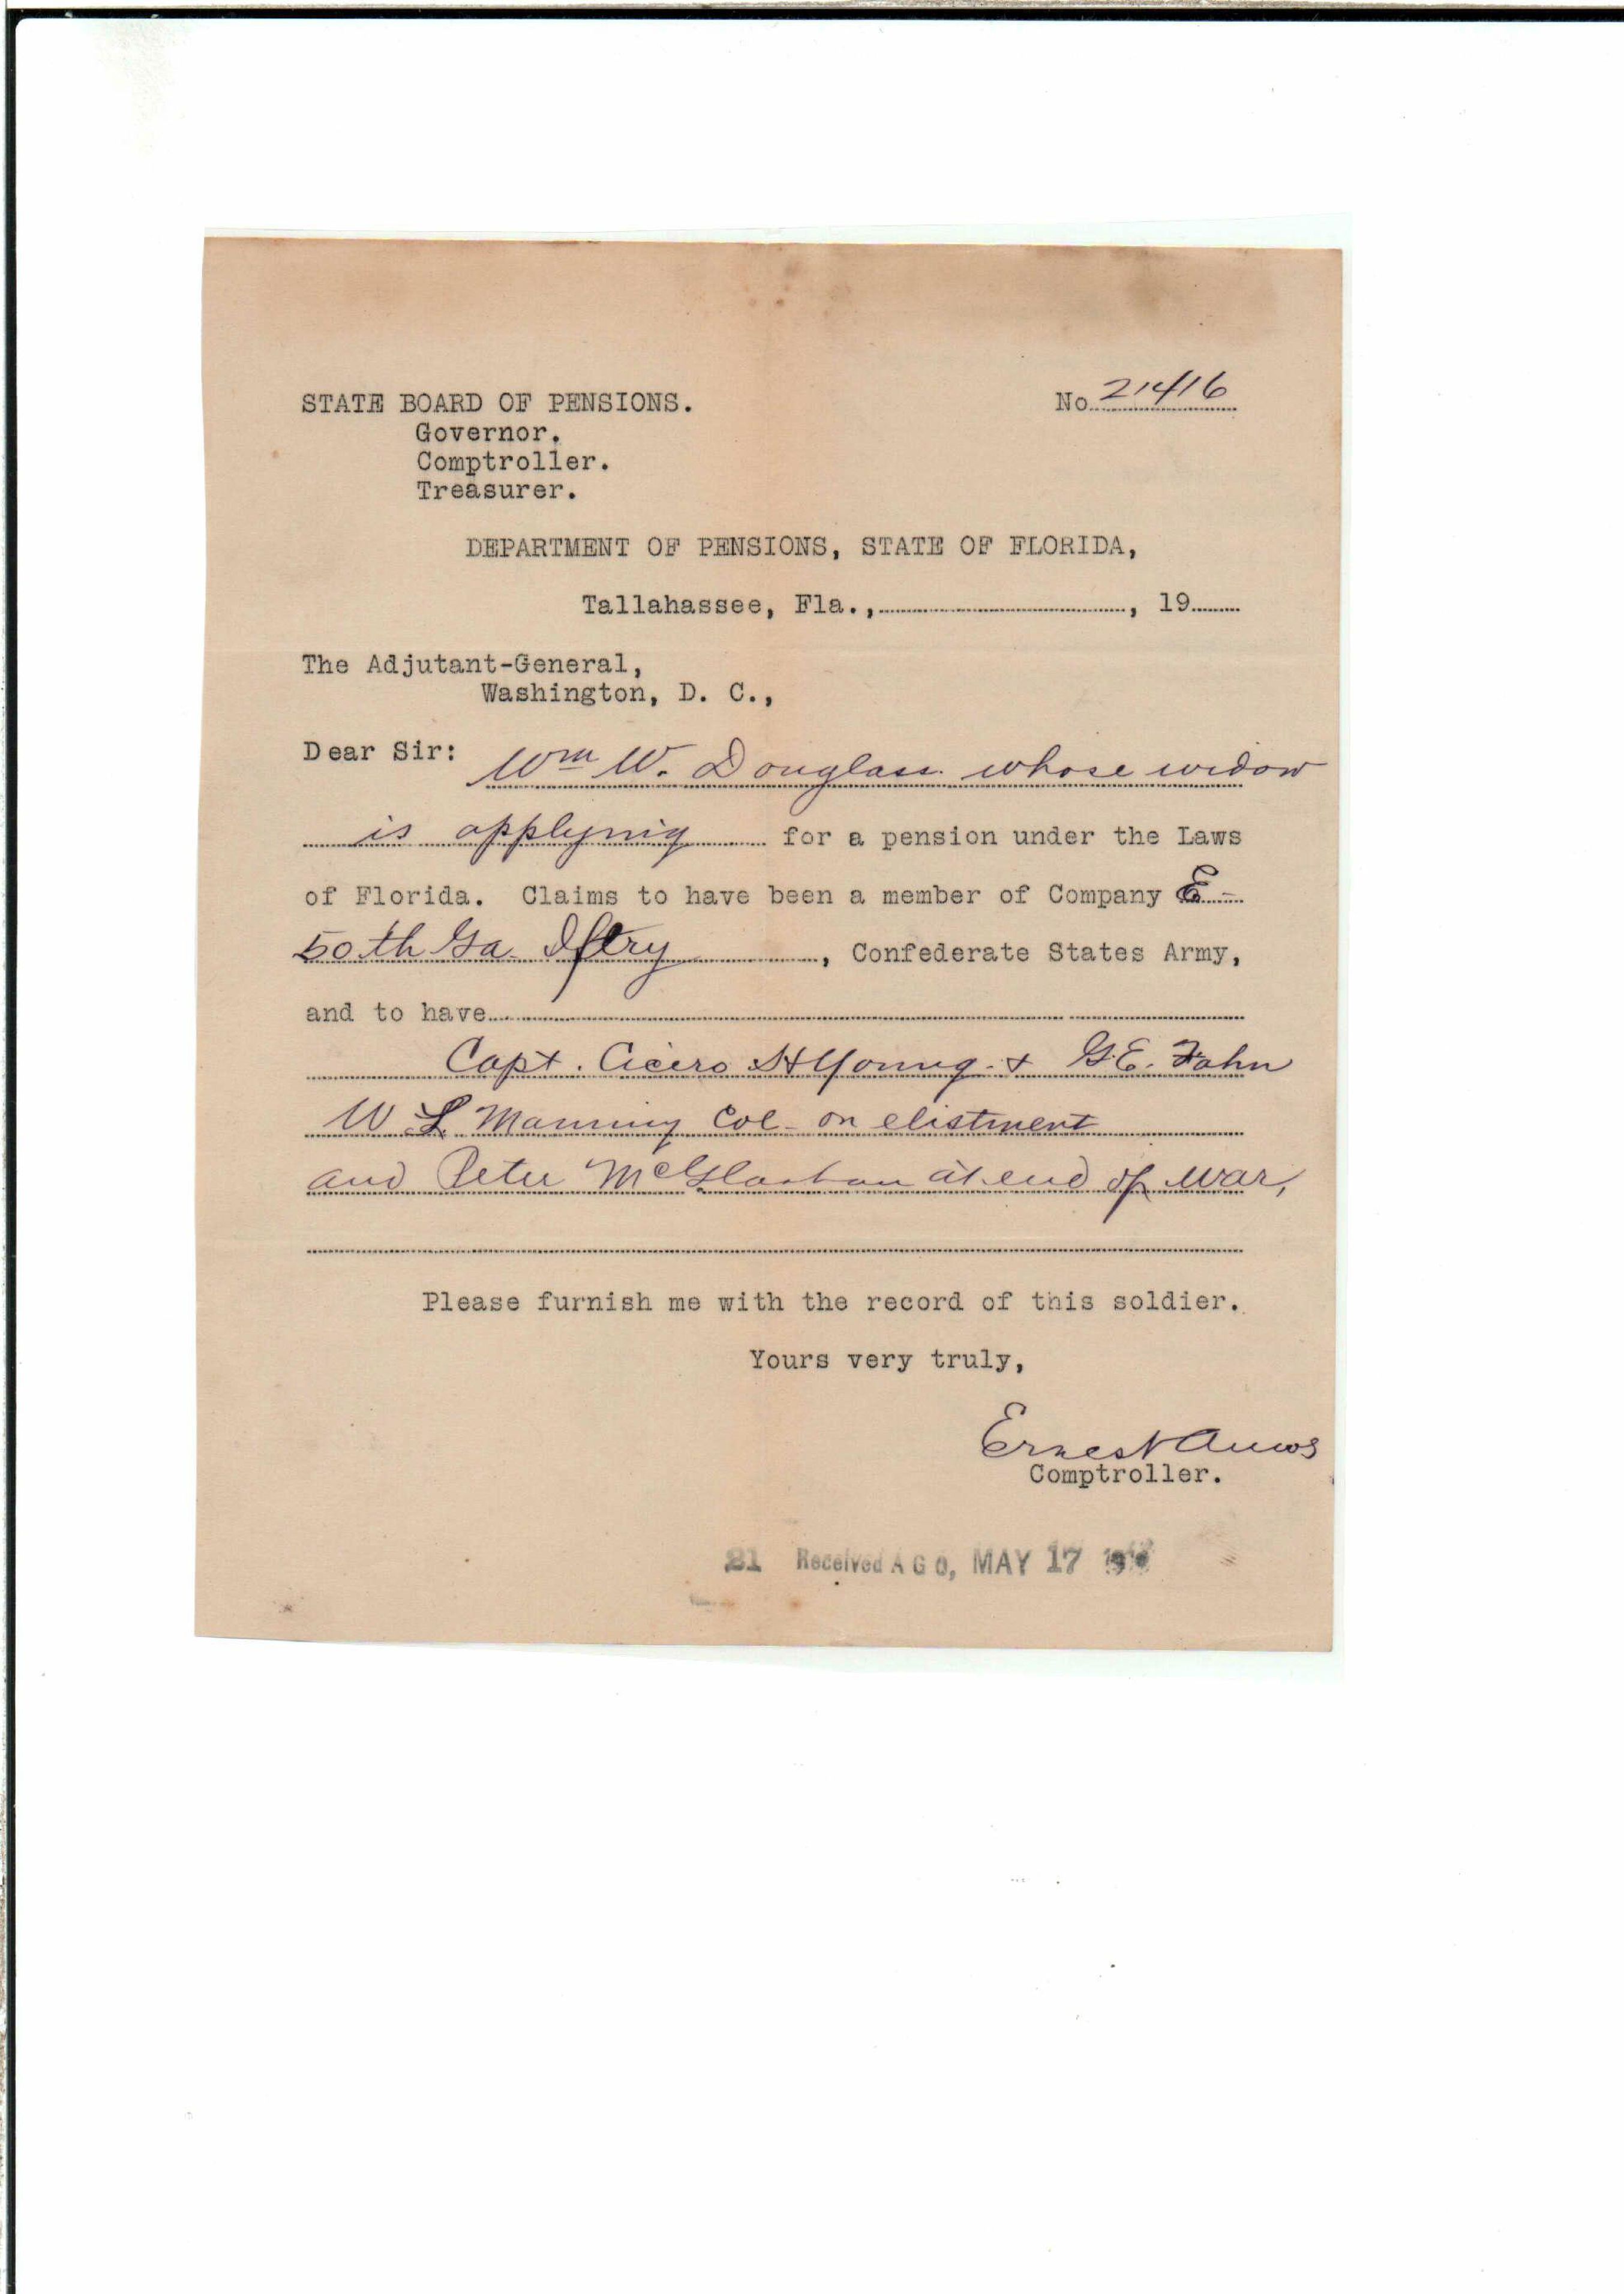 STATE BOARD OF PENSIONS.
No 21416
Governor.
Comptroller.
Treasurer.
DEPARTMENT OF PENSIONS, STATE OF FLORIDA,
Tallahassee, Fla., , 19
The Adjutant-General,
Washington, D. C.,
Dear Sir: Wm W. Douglass whose widow
is applying for a pension under the Laws
of Florida. Claims to have been a member of Company E
50th Ga Iftry , Confederate States Army,
and to have
Capt. Cicero H Young + G.E. Fahn
W L Manning Col on elistment
and Peter McGlashan at end of war,
Please furnish me with the record of this soldier.
Yours very truly,
Ernest Amos
Comptroller.
21 Received A G O, MAY 17